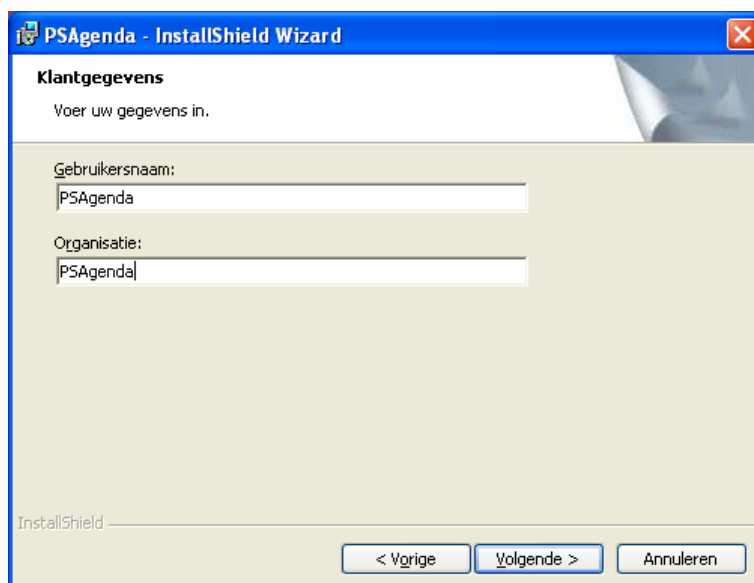 PSAgenda - InstallShield Wizard
Klantgegevens
Voer uw gegevens in.
Gebruikersnaam:
PSAgenda
Organisatie:
PSAgenda
InstallShield
< Vorige Volgende > Annuleren